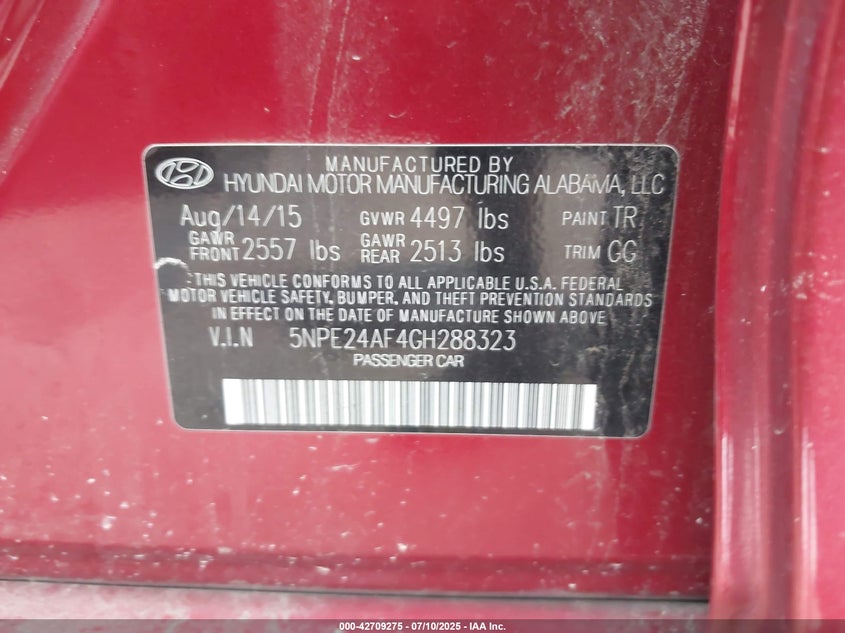 MANUFACTURED BY
HYUNDAI MOTOR MANUFACTURING ALABAMA, LLC
Aug/14/15 GVWR 4497 lbs PAINT TR
GAWR FRONT 2557 lbs GAWR REAR 2513 lbs TRIM GG
THIS VEHICLE CONFORMS TO ALL APPLICABLE U.S.A. FEDERAL
MOTOR VEHICLE SAFETY, BUMPER, AND THEFT PREVENTION STANDARDS
IN EFFECT ON THE DATE OF MANUFACTURE SHOWN ABOVE.
V.I.N 5NPE24AF4GH288323
PASSENGER CAR
000-42709275 - 07/10/2025 - IAA Inc.